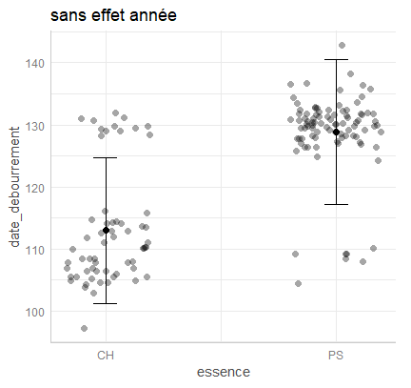 sans effet année
date_debourrement
140
130
120
110
100
CH
PS
essence